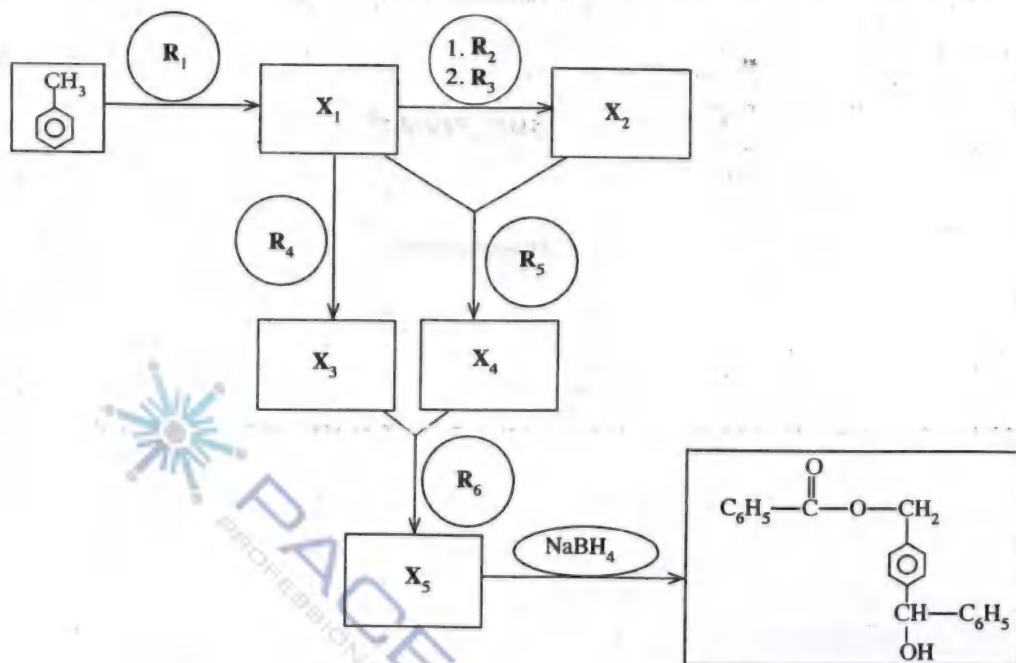 R₁
1. R₂
2. R₃
CH₃
X₁
X₂
R₄
R₅
X₃
X₄
R₆
X₅
NaBH₄
O
C₆H₅—C—O—CH₂
CH—C₆H₅
OH
PACE